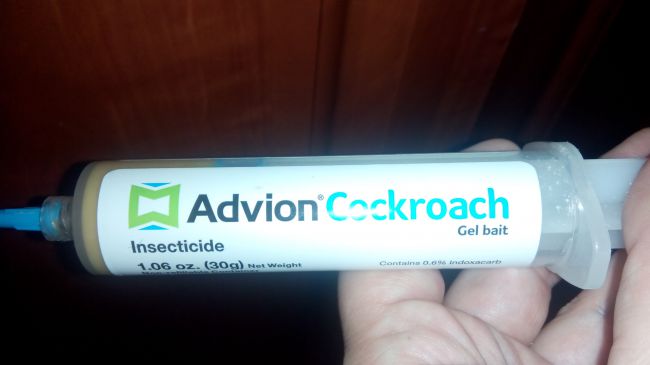 Advion® Cockroach
Gel bait
Insecticide
1.06 oz. (30g) Net Weight
Contains 0.6% Indoxacarb